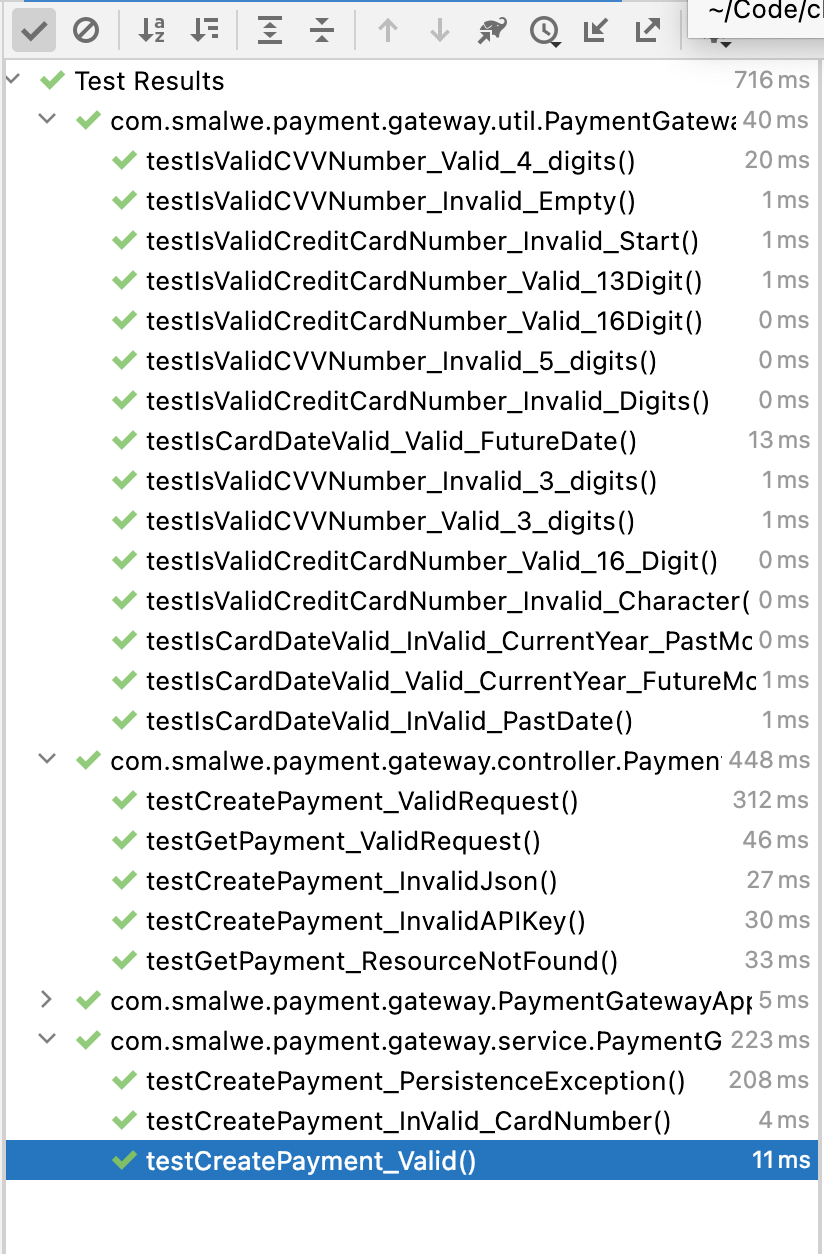 ~/Code/c
Test Results 716 ms
com.smalwe.payment.gateway.util.PaymentGatewa 40 ms
testIsValidCVVNumber_Valid_4_digits() 20 ms
testIsValidCVVNumber_Invalid_Empty() 1 ms
testIsValidCreditCardNumber_Invalid_Start() 1 ms
testIsValidCreditCardNumber_Valid_13Digit() 1 ms
testIsValidCreditCardNumber_Valid_16Digit() 0 ms
testIsValidCVVNumber_Invalid_5_digits() 0 ms
testIsValidCreditCardNumber_Invalid_Digits() 0 ms
testIsCardDateValid_Valid_FutureDate() 13 ms
testIsValidCVVNumber_Invalid_3_digits() 1 ms
testIsValidCVVNumber_Valid_3_digits() 1 ms
testIsValidCreditCardNumber_Valid_16_Digit() 0 ms
testIsValidCreditCardNumber_Invalid_Character( 0 ms
testIsCardDateValid_InValid_CurrentYear_PastMo 0 ms
testIsCardDateValid_Valid_CurrentYear_FutureMo 1 ms
testIsCardDateValid_InValid_PastDate() 1 ms
com.smalwe.payment.gateway.controller.Paymen 448 ms
testCreatePayment_ValidRequest() 312 ms
testGetPayment_ValidRequest() 46 ms
testCreatePayment_InvalidJson() 27 ms
testCreatePayment_InvalidAPIKey() 30 ms
testGetPayment_ResourceNotFound() 33 ms
com.smalwe.payment.gateway.PaymentGatewayApp 5 ms
com.smalwe.payment.gateway.service.PaymentG 223 ms
testCreatePayment_PersistenceException() 208 ms
testCreatePayment_InValid_CardNumber() 4 ms
testCreatePayment_Valid() 11 ms